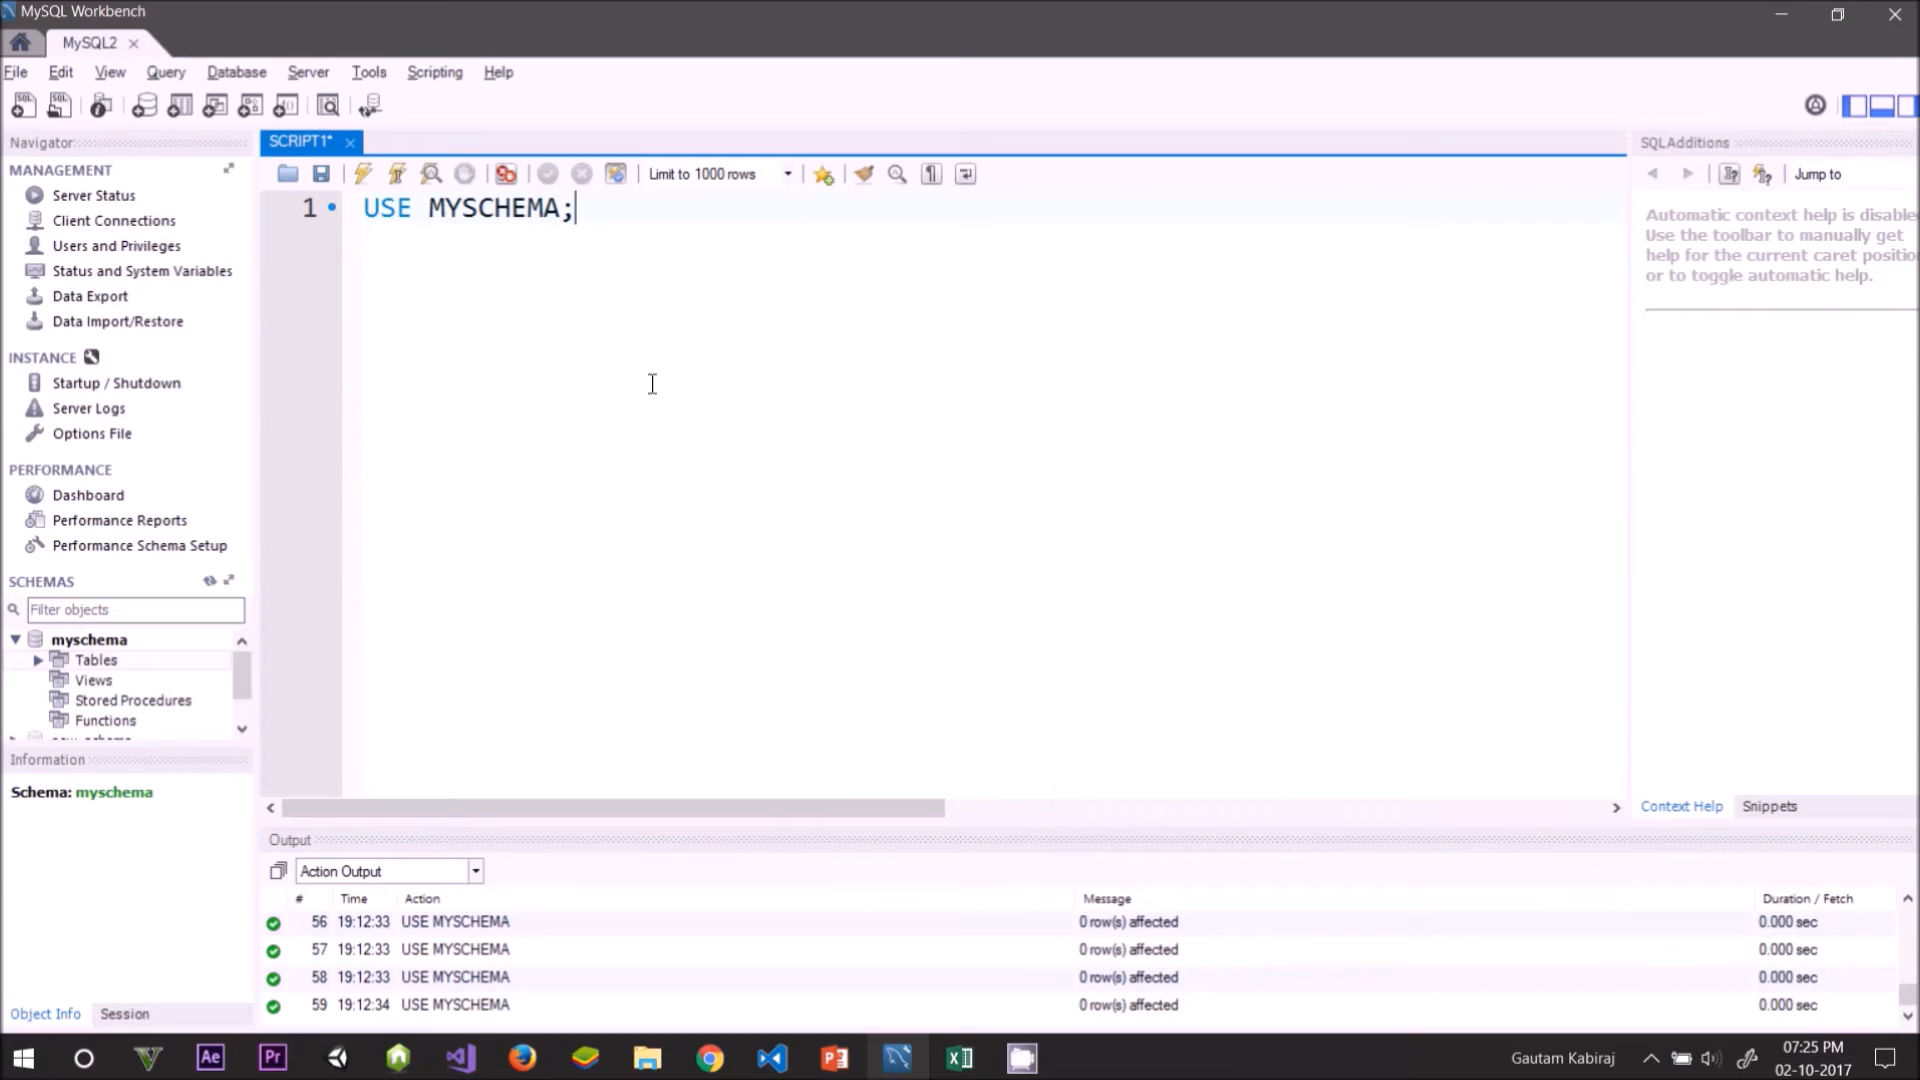 MySQL Workbench
MySQL2
File Edit View Query Database Server Tools Scripting Help
Navigator
MANAGEMENT
Server Status
Client Connections
Users and Privileges
Status and System Variables
Data Export
Data Import/Restore
INSTANCE
Startup / Shutdown
Server Logs
Options File
PERFORMANCE
Dashboard
Performance Reports
Performance Schema Setup
SCHEMAS
Filter objects
myschema
Tables
Views
Stored Procedures
Functions
Information
Schema: myschema
Object Info Session
SCRIPT1*
Limit to 1000 rows
1 USE MYSCHEMA;
SQLAdditions
Jump to
Automatic context help is disable
Use the toolbar to manually get
help for the current caret positio
or to toggle automatic help.
Context Help Snippets
Output
Action Output
# Time Action Message Duration / Fetch
56 19:12:33 USE MYSCHEMA 0 row(s) affected 0.000 sec
57 19:12:33 USE MYSCHEMA 0 row(s) affected 0.000 sec
58 19:12:33 USE MYSCHEMA 0 row(s) affected 0.000 sec
59 19:12:34 USE MYSCHEMA 0 row(s) affected 0.000 sec
Ae Pr
Gautam Kabiraj
07:25 PM
02-10-2017